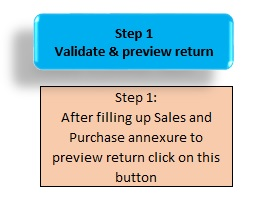 Step 1
Validate & preview return
Step 1:
After filling up Sales and
Purchase annexure to
preview return click on this
button